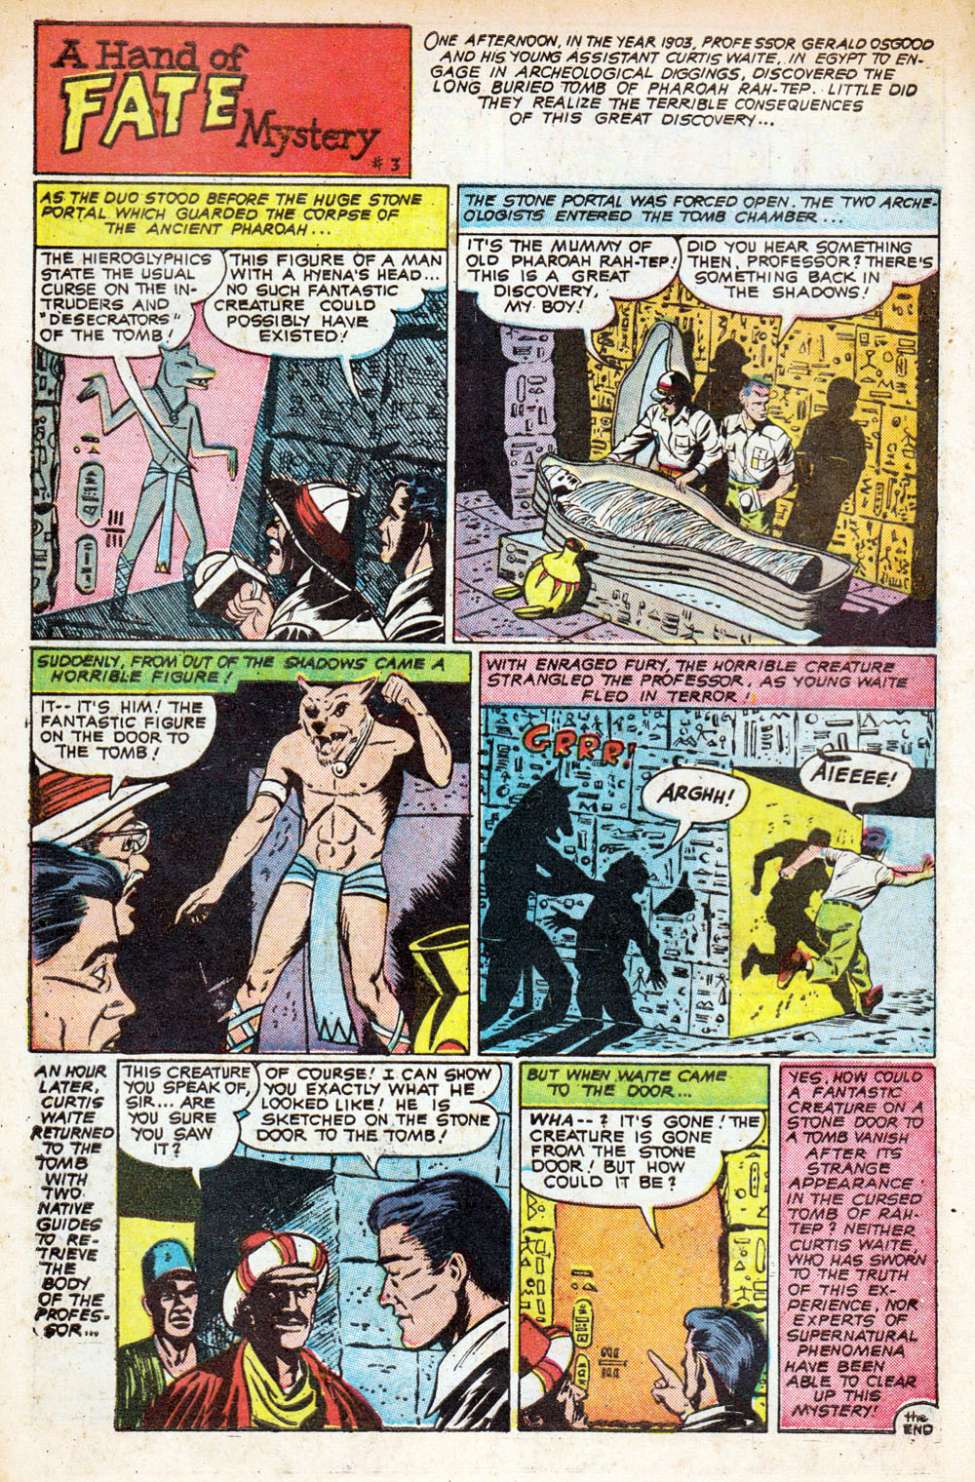 A Hand of
FATE
Mystery
#3
ONE AFTERNOON, IN THE YEAR 1903, PROFESSOR GERALD OSGOOD
AND HIS YOUNG ASSISTANT CURTIS WAITE, IN EGYPT TO EN-
GAGE IN ARCHEOLOGICAL DIGGINGS, DISCOVERED THE
LONG BURIED TOMB OF PHAROAH RAH-TEP. LITTLE DID
THEY REALIZE THE TERRIBLE CONSEQUENCES
OF THIS GREAT DISCOVERY...
AS THE DUO STOOD BEFORE THE HUGE STONE
PORTAL WHICH GUARDED THE CORPSE OF
THE ANCIENT PHAROAH...
THE HIEROGLYPHICS
STATE THE USUAL
CURSE ON THE IN-
TRUDERS AND
"DESECRATORS"
OF THE TOMB!
THIS FIGURE OF A MAN
WITH A HYENA'S HEAD...
NO SUCH FANTASTIC
CREATURE COULD
POSSIBLY HAVE
EXISTED!
THE STONE PORTAL WAS FORCED OPEN. THE TWO ARCHE-
OLOGISTS ENTERED THE TOMB CHAMBER...
IT'S THE MUMMY OF
OLD PHAROAH RAH-TEP!
THIS IS A GREAT
DISCOVERY,
MY BOY!
DID YOU HEAR SOMETHING
THEN, PROFESSOR? THERE'S
SOMETHING BACK IN
THE SHADOWS!
SUDDENLY, FROM OUT OF THE SHADOWS CAME A
HORRIBLE FIGURE!
IT-- IT'S HIM! THE
FANTASTIC FIGURE
ON THE DOOR TO
THE TOMB!
WITH ENRAGED FURY, THE HORRIBLE CREATURE
STRANGLED THE PROFESSOR, AS YOUNG WAITE
FLED IN TERROR!
GRRR!
ARGHH!
AIEEEE!
AN HOUR
LATER,
CURTIS
WAITE
RETURNED
TO THE
TOMB
WITH
TWO
NATIVE
GUIDES
TO RE-
TRIEVE
THE
BODY
OF THE
PROFES-
SOR...
THIS CREATURE
YOU SPEAK OF,
SIR... ARE
YOU SURE
YOU SAW
IT?
OF COURSE! I CAN SHOW
YOU EXACTLY WHAT HE
LOOKED LIKE! HE IS
SKETCHED ON THE STONE
DOOR TO THE TOMB!
BUT WHEN WAITE CAME
TO THE DOOR...
WHA--? IT'S GONE! THE
CREATURE IS GONE
FROM THE STONE
DOOR! BUT HOW
COULD IT BE?
YES, HOW COULD
A FANTASTIC
CREATURE ON A
STONE DOOR TO
A TOMB VANISH
AFTER ITS
STRANGE
APPEARANCE
IN THE CURSED
TOMB OF RAH-
TEP? NEITHER
CURTIS WAITE,
WHO HAS SWORN
TO THE TRUTH
OF THIS EX-
PERIENCE, NOR
EXPERTS OF
SUPERNATURAL
PHENOMENA
HAVE BEEN
ABLE TO CLEAR
UP THIS
MYSTERY!
the
END